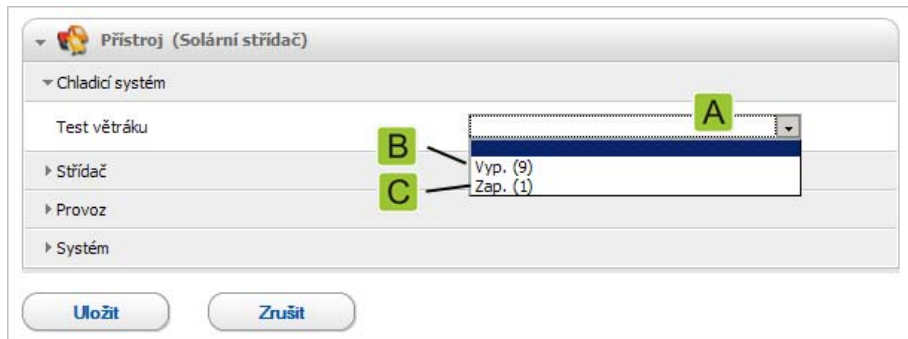 Přístroj (Solární střídač)
Chladicí systém
Test větráku
A
B
Vyp. (9)
C
Zap. (1)
Střídač
Provoz
Systém
Uložit Zrušit